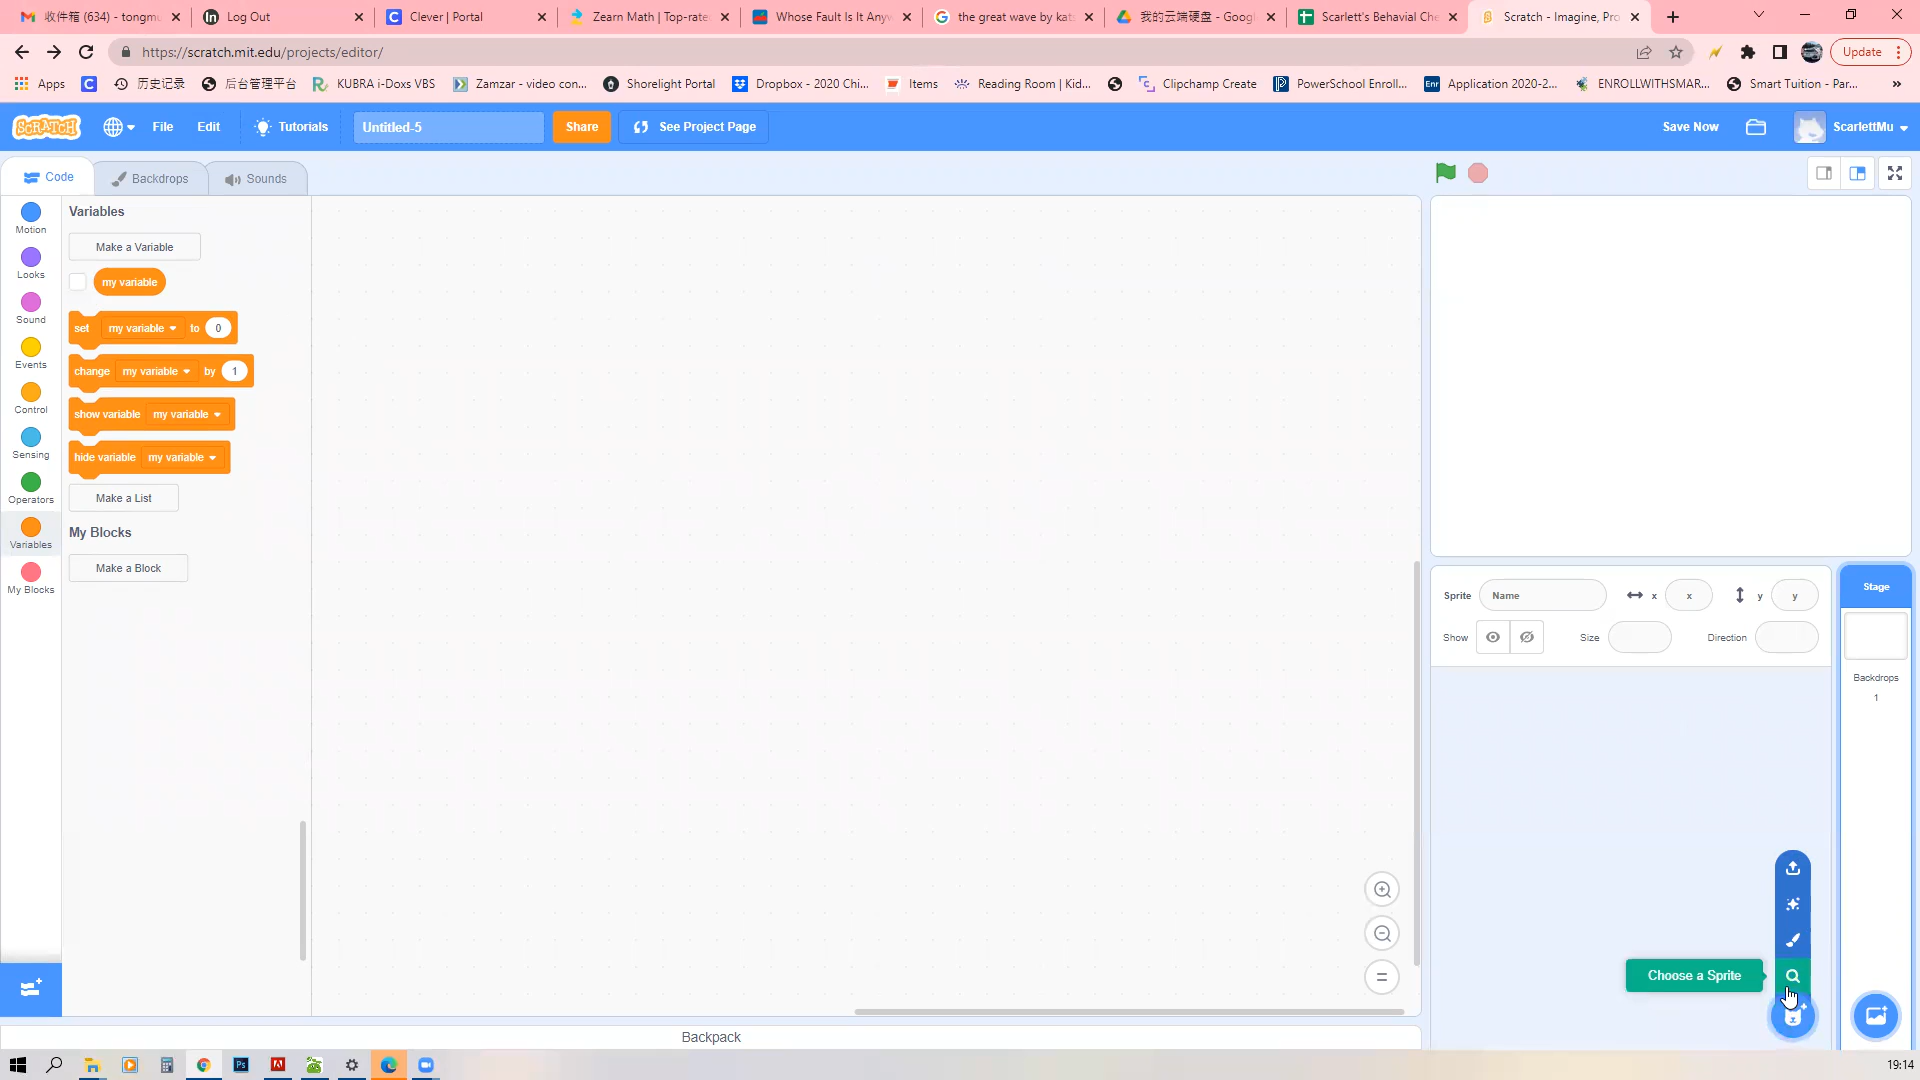 收件箱 (634) - tongmu
Log Out
Clever | Portal
Zearn Math | Top-rate
Whose Fault Is It Anyw
the great wave by kats
我的云端硬盘 - Googl
Scarlett's Behavial Che
Scratch - Imagine, Pro
https://scratch.mit.edu/projects/editor/
Update
Apps
历史记录
后台管理平台
KUBRA i-Doxs VBS
Zamzar - video con...
Shorelight Portal
Dropbox - 2020 Chi...
Items
Reading Room | Kid...
Clipchamp Create
PowerSchool Enroll...
Application 2020-2...
ENROLLWITHSMAR...
Smart Tuition - Par...
»
SCRATCH
File
Edit
Tutorials
Untitled-5
Share
See Project Page
Save Now
ScarlettMu
Code
Backdrops
Sounds
Motion
Looks
Sound
Events
Control
Sensing
Operators
Variables
My Blocks
Variables
Make a Variable
my variable
set my variable to 0
change my variable by 1
show variable my variable
hide variable my variable
Make a List
My Blocks
Make a Block
Sprite Name x x y y
Show Size Direction
Stage
Backdrops
1
Choose a Sprite
Backpack
19:14